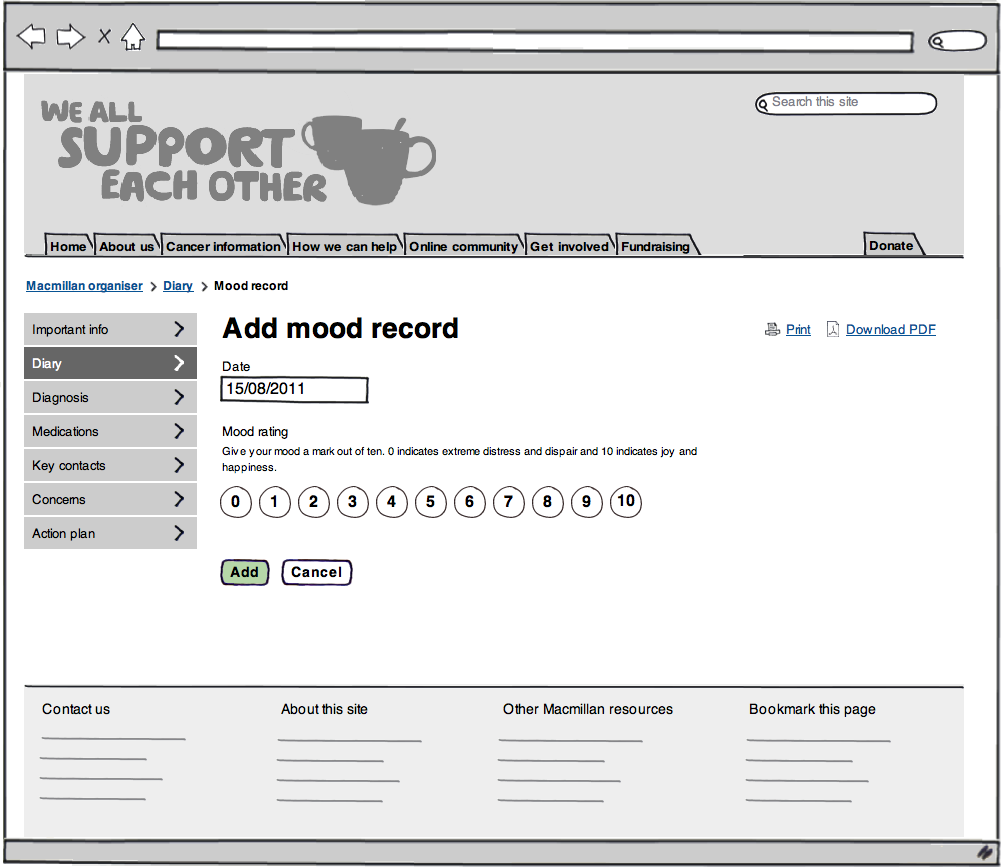 WE ALL
SUPPORT
EACH OTHER
Search this site
Home About us Cancer information How we can help Online community Get involved Fundraising Donate
Macmillan organiser > Diary > Mood record
Important info
Diary
Diagnosis
Medications
Key contacts
Concerns
Action plan
Add mood record
Print Download PDF
Date
15/08/2011
Mood rating
Give your mood a mark out of ten. 0 indicates extreme distress and dispair and 10 indicates joy and
happiness.
0 1 2 3 4 5 6 7 8 9 10
Add Cancel
Contact us About this site Other Macmillan resources Bookmark this page